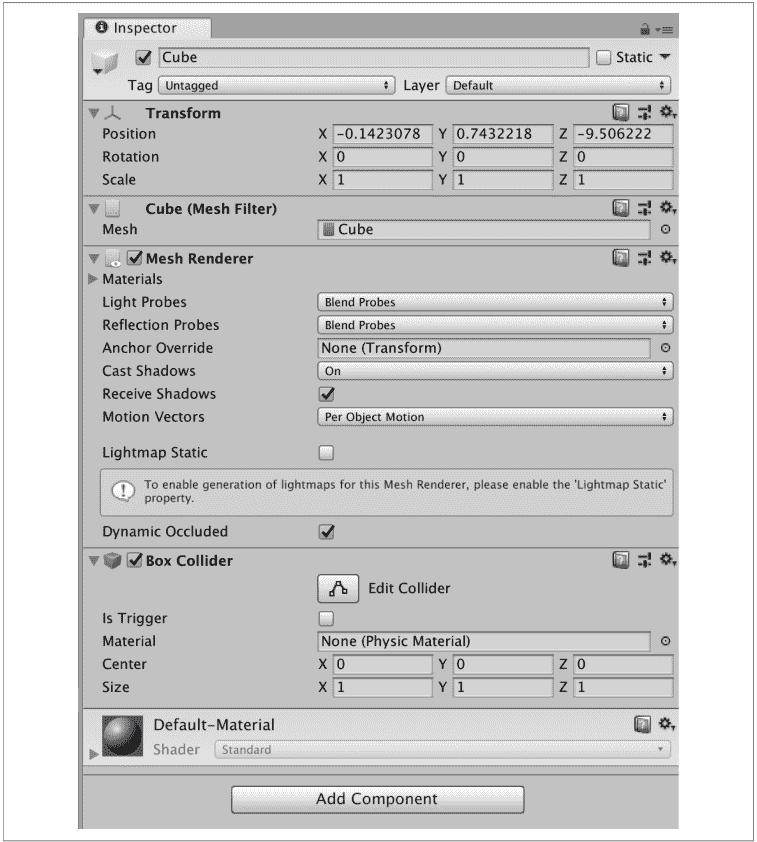 Inspector
Cube Static
Tag Untagged Layer Default
Transform
Position X -0.1423078 Y 0.7432218 Z -9.506222
Rotation X 0 Y 0 Z 0
Scale X 1 Y 1 Z 1
Cube (Mesh Filter)
Mesh Cube
Mesh Renderer
Materials
Light Probes Blend Probes
Reflection Probes Blend Probes
Anchor Override None (Transform)
Cast Shadows On
Receive Shadows
Motion Vectors Per Object Motion
Lightmap Static
To enable generation of lightmaps for this Mesh Renderer, please enable the 'Lightmap Static'
property.
Dynamic Occluded
Box Collider
Edit Collider
Is Trigger
Material None (Physic Material)
Center X 0 Y 0 Z 0
Size X 1 Y 1 Z 1
Default-Material
Shader Standard
Add Component